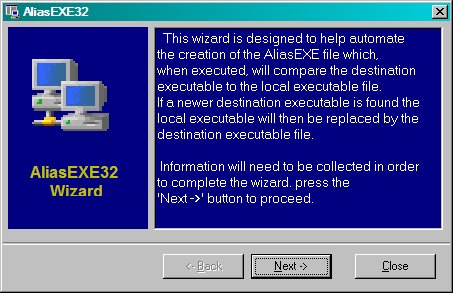 AliasEXE32
This wizard is designed to help automate
the creation of the AliasEXE file which,
when executed, will compare the destination
executable to the local executable file.
If a newer destination executable is found the
local executable will then be replaced by the
destination executable file.
Information will need to be collected in order
to complete the wizard. press the
'Next ->' button to proceed.
AliasEXE32
Wizard
<- Back
Next ->
Close